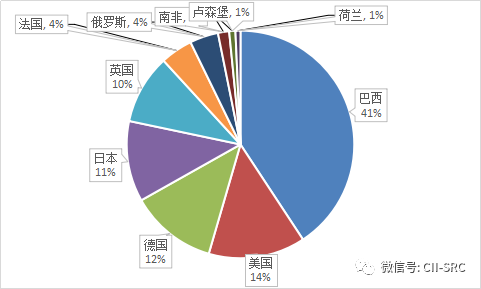 法国, 4%
俄罗斯, 4%
南非,
卢森堡, 1%
荷兰, 1%
英国
10%
巴西
41%
日本
11%
德国
12%
美国
14%
微信号: CII-SRC